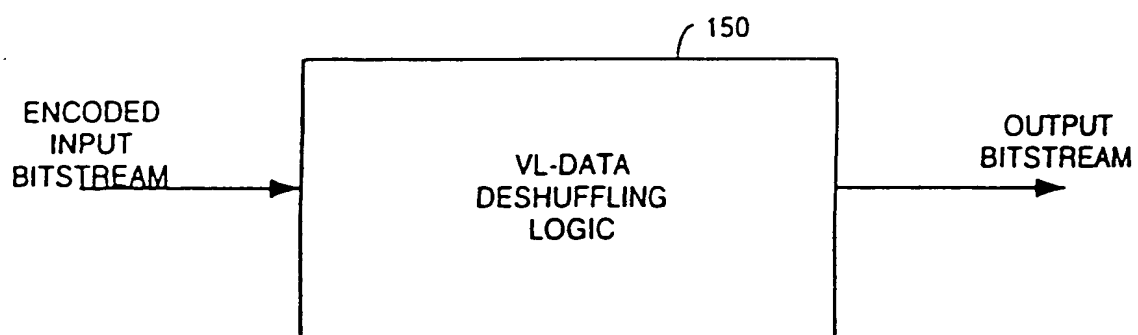 150
ENCODED
INPUT
BITSTREAM
VL-DATA
DESHUFFLING
LOGIC
OUTPUT
BITSTREAM